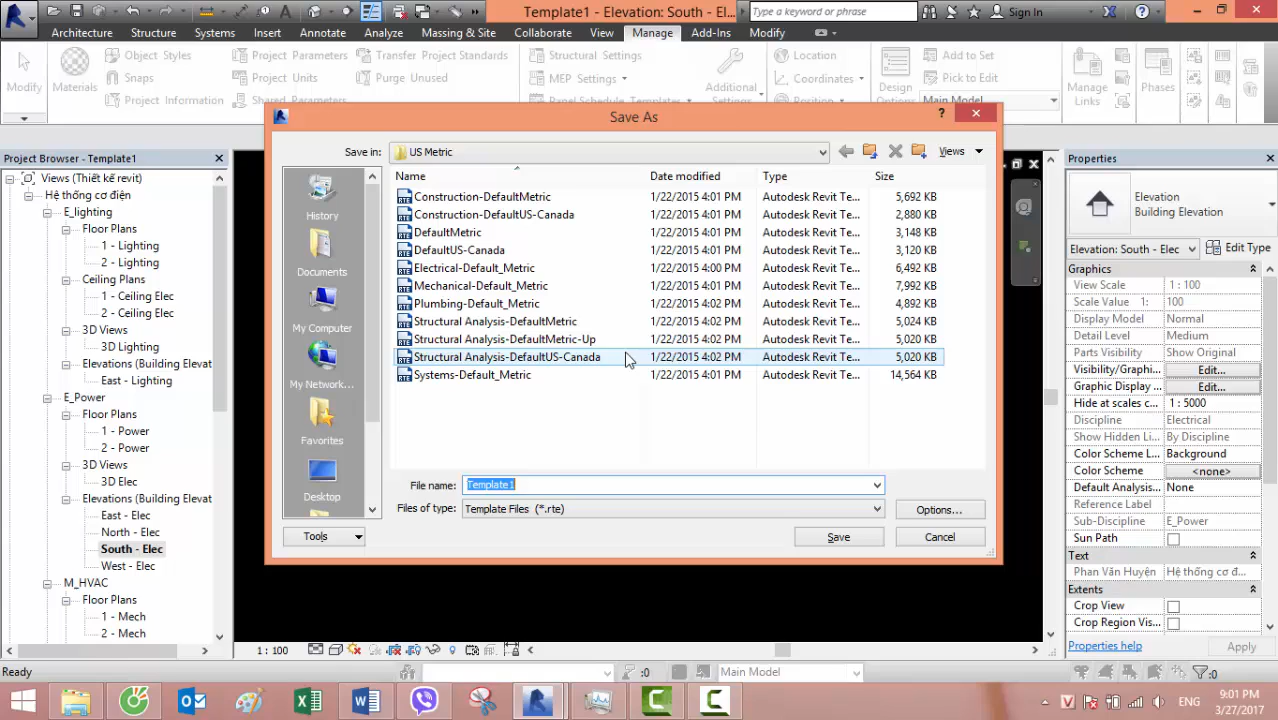 Template1 - Elevation: South - El...
Type a keyword or phrase
Sign In
Architecture Structure Systems Insert Annotate Analyze Massing & Site Collaborate View Manage Add-Ins Modify
Modify
Materials
Object Styles
Snaps
Project Information
Project Parameters
Project Units
Shared Parameters
Transfer Project Standards
Purge Unused
Structural Settings
MEP Settings
Panel Schedule Templates
Additional
Settings
Location
Coordinates
Position
Design
Options
Add to Set
Pick to Edit
Main Model
Manage
Links
Phases
Project Browser - Template1
Views (Thiết kế revit)
Hệ thống cơ điện
E_lighting
Floor Plans
1 - Lighting
2 - Lighting
Ceiling Plans
1 - Ceiling Elec
2 - Ceiling Elec
3D Views
3D Lighting
Elevations (Building Elevat
East - Lighting
E_Power
Floor Plans
1 - Power
2 - Power
3D Views
3D Elec
Elevations (Building Elevat
East - Elec
North - Elec
South - Elec
West - Elec
M_HVAC
Floor Plans
1 - Mech
2 - Mech
Save As
Save in: US Metric
Views
History
Documents
My Computer
My Network...
Favorites
Desktop
Name Date modified Type Size
Construction-DefaultMetric 1/22/2015 4:01 PM Autodesk Revit Te... 5,692 KB
Construction-DefaultUS-Canada 1/22/2015 4:01 PM Autodesk Revit Te... 2,880 KB
DefaultMetric 1/22/2015 4:01 PM Autodesk Revit Te... 3,148 KB
DefaultUS-Canada 1/22/2015 4:01 PM Autodesk Revit Te... 3,120 KB
Electrical-Default_Metric 1/22/2015 4:00 PM Autodesk Revit Te... 6,492 KB
Mechanical-Default_Metric 1/22/2015 4:01 PM Autodesk Revit Te... 7,992 KB
Plumbing-Default_Metric 1/22/2015 4:02 PM Autodesk Revit Te... 4,892 KB
Structural Analysis-DefaultMetric 1/22/2015 4:02 PM Autodesk Revit Te... 5,024 KB
Structural Analysis-DefaultMetric-Up 1/22/2015 4:02 PM Autodesk Revit Te... 5,020 KB
Structural Analysis-DefaultUS-Canada 1/22/2015 4:02 PM Autodesk Revit Te... 5,020 KB
Systems-Default_Metric 1/22/2015 4:01 PM Autodesk Revit Te... 14,564 KB
File name: Template1
Files of type: Template Files (*.rte)
Options...
Tools
Save
Cancel
Properties
Elevation
Building Elevation
Elevation: South - Elec
Edit Type
Graphics
View Scale 1 : 100
Scale Value 1: 100
Display Model Normal
Detail Level Medium
Parts Visibility Show Original
Visibility/Graphi... Edit...
Graphic Display ... Edit...
Hide at scales c... 1 : 5000
Discipline Electrical
Show Hidden Li... By Discipline
Color Scheme L... Background
Color Scheme <none>
Default Analysis... None
Reference Label
Sub-Discipline E_Power
Sun Path
Text
Phan Văn Huyện Hệ thống cơ đ...
Extents
Crop View
Crop Region Vis...
Properties help
Apply
1 : 100
Ready
:0
Main Model
:0
ENG
9:01 PM
3/27/2017